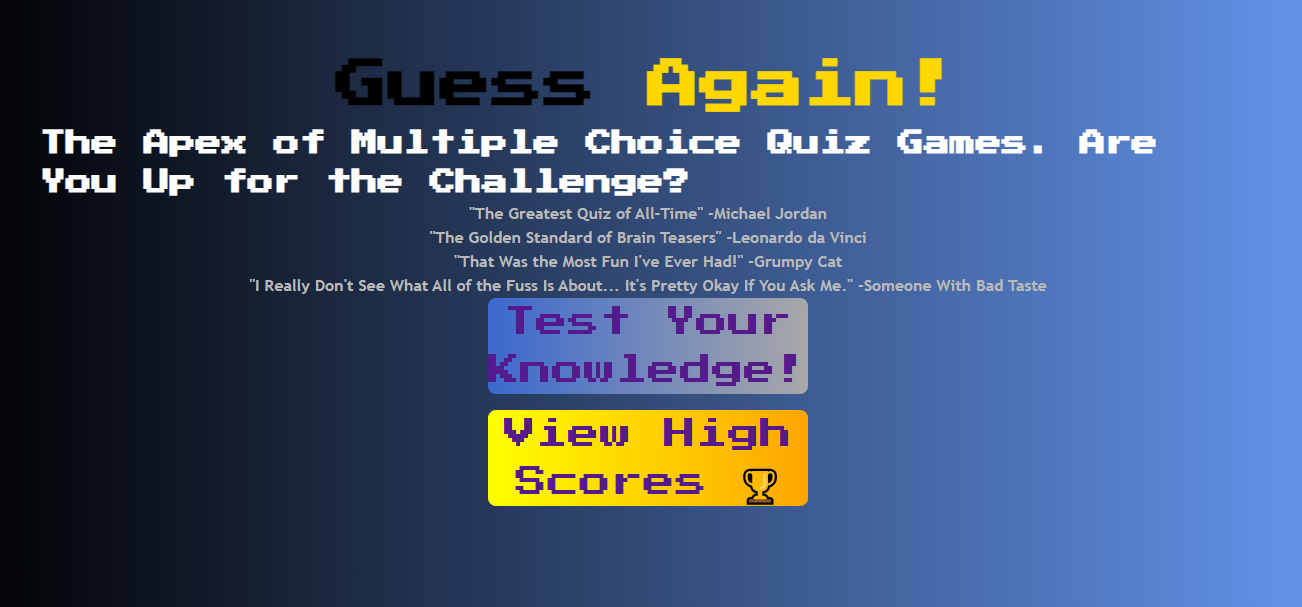 Guess Again!
The Apex of Multiple Choice Quiz Games. Are
You Up for the Challenge?
"The Greatest Quiz of All-Time" -Michael Jordan
"The Golden Standard of Brain Teasers" -Leonardo da Vinci
"That Was the Most Fun I've Ever Had!" -Grumpy Cat
"I Really Don't See What All of the Fuss Is About... It's Pretty Okay If You Ask Me." -Someone With Bad Taste
Test Your
Knowledge!
View High
Scores 🏆